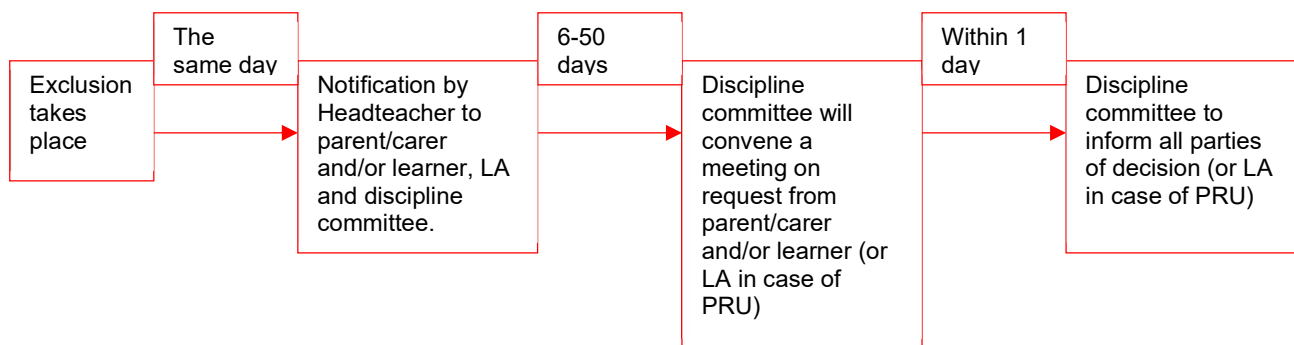 Exclusion
takes
place
The
same day
Notification by
Headteacher to
parent/carer
and/or learner, LA
and discipline
committee.
6-50
days
Discipline
committee will
convene a
meeting on
request from
parent/carer
and/or learner (or
LA in case of
PRU)
Within 1
day
Discipline
committee to
inform all parties
of decision (or LA
in case of PRU)